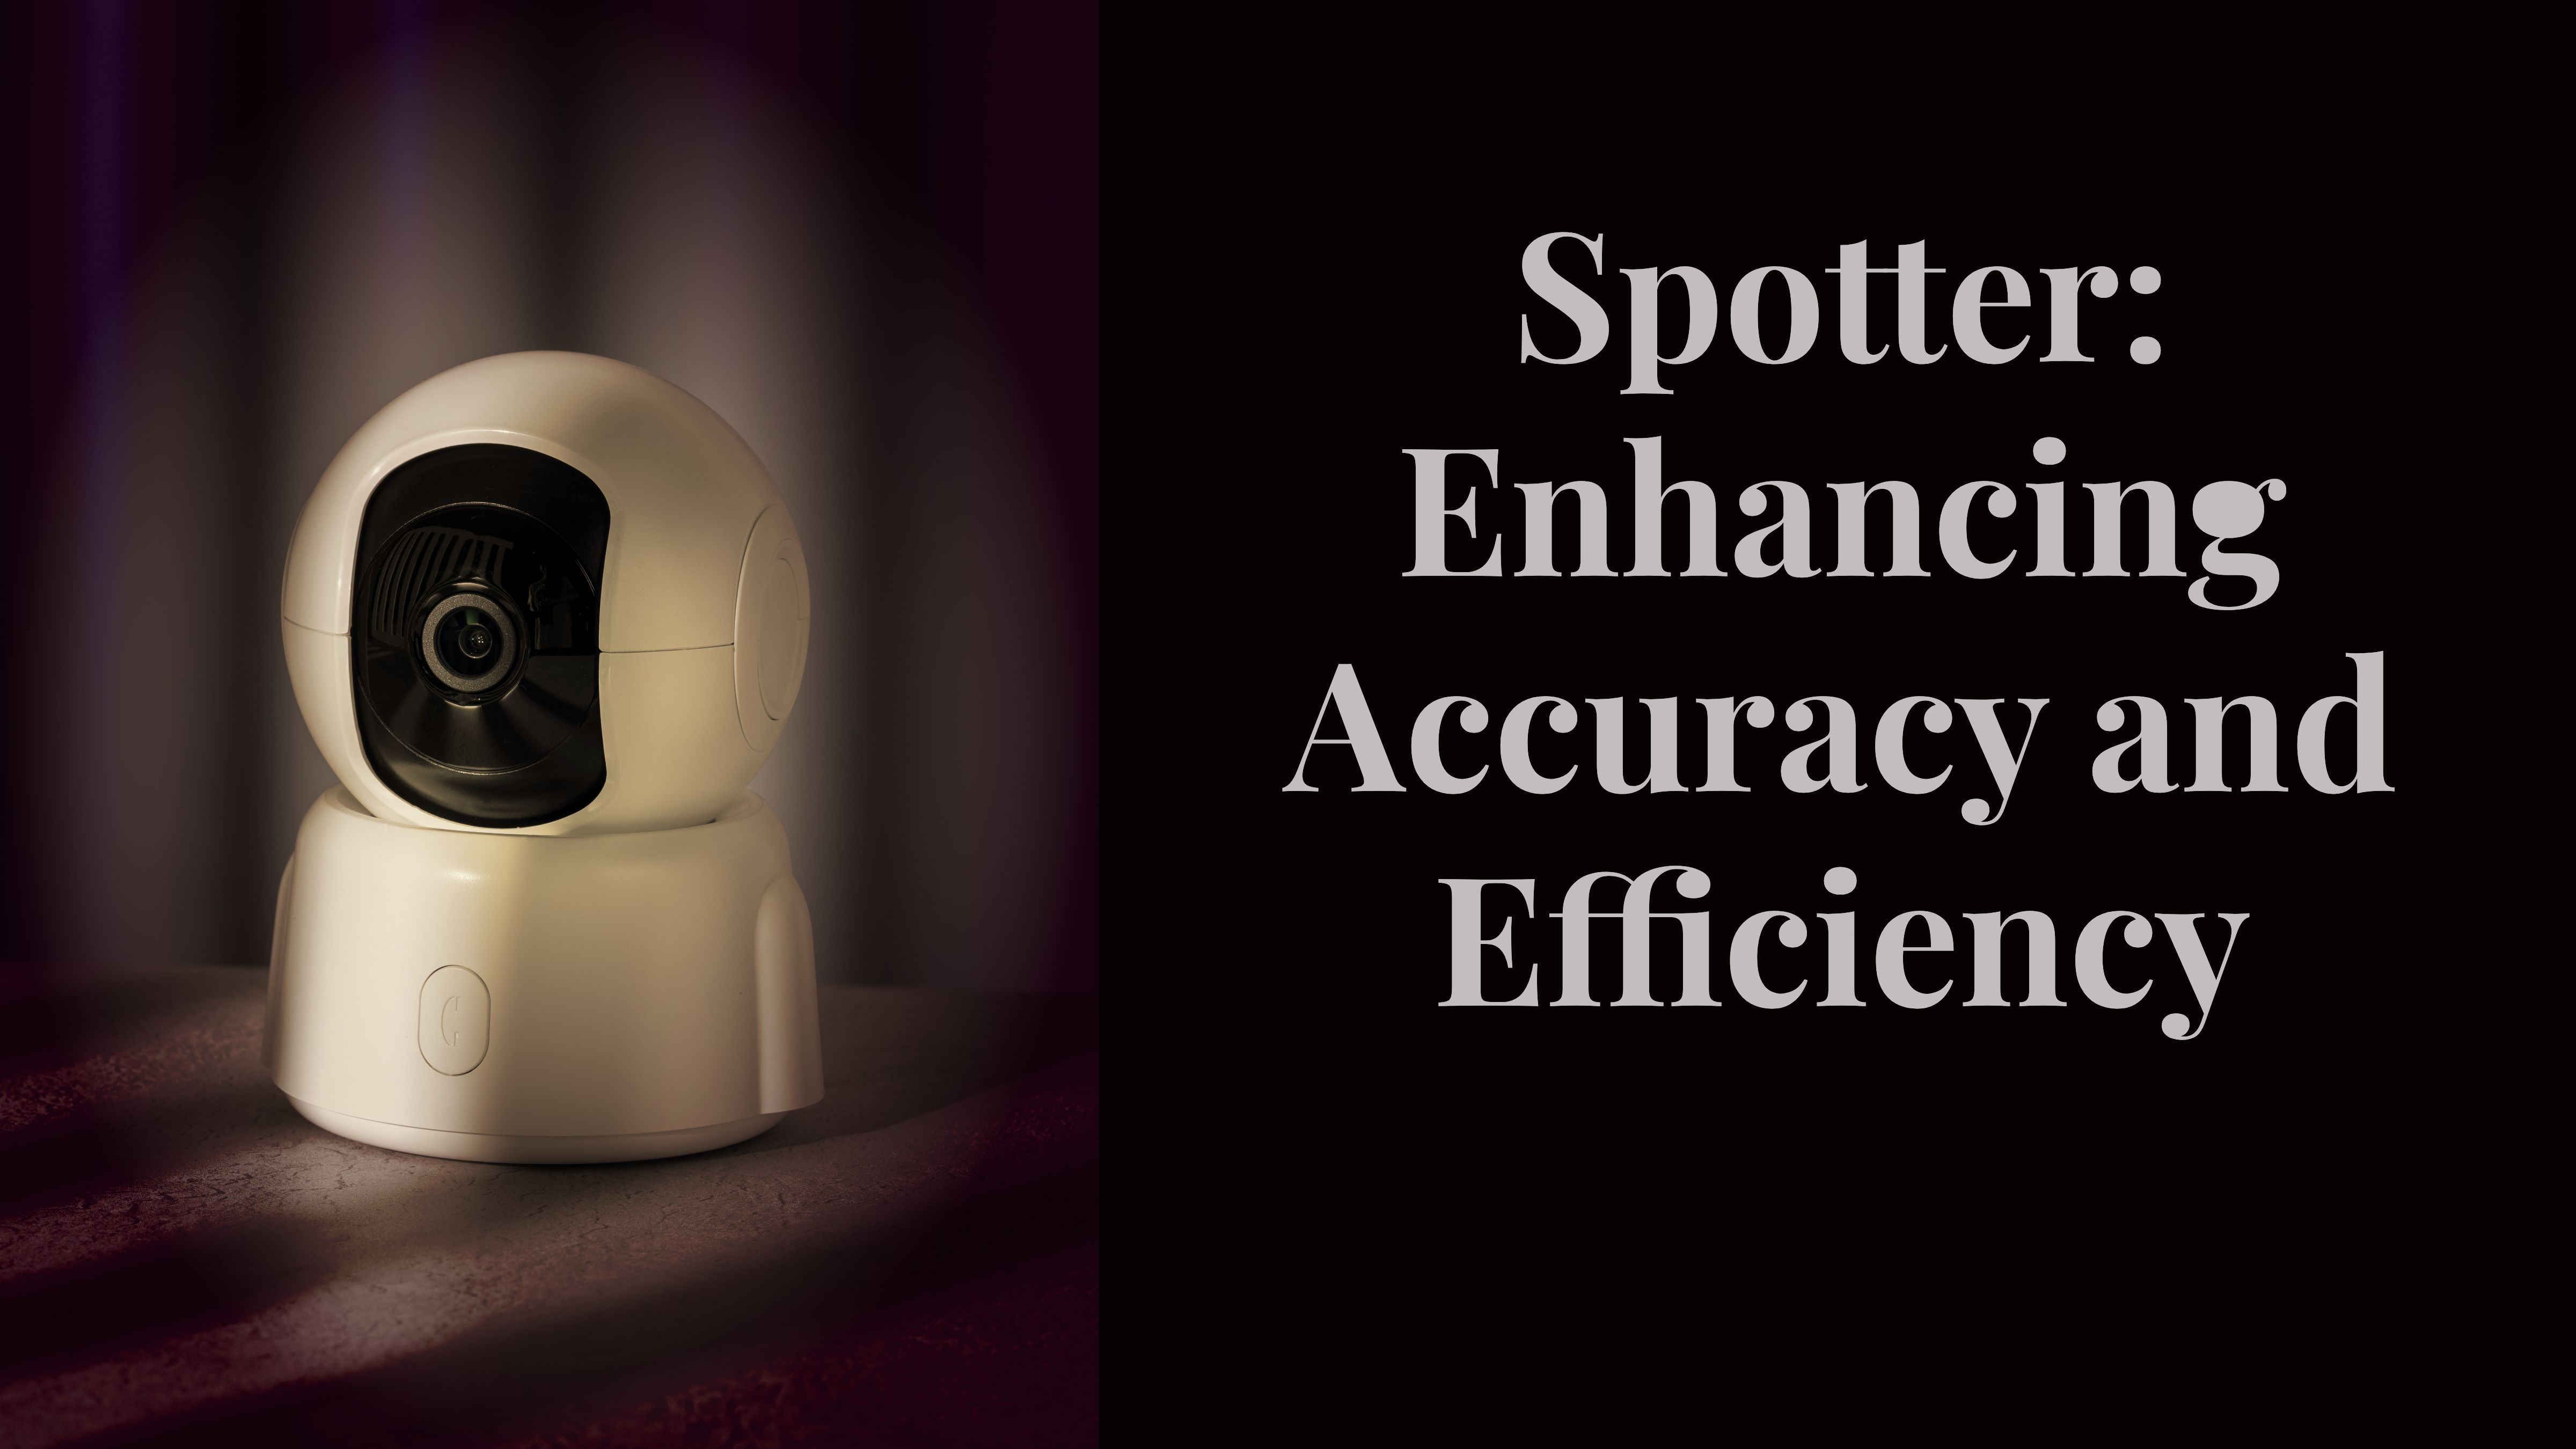 Spotter:
Enhancing
Accuracy and
Efficiency